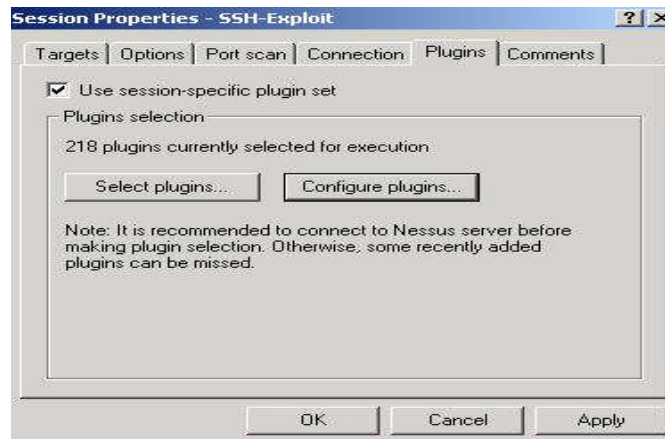 Session Properties - SSH-Exploit
Targets Options Port scan Connection Plugins Comments
Use session-specific plugin set
Plugins selection
218 plugins currently selected for execution
Select plugins... Configure plugins...
Note: It is recommended to connect to Nessus server before
making plugin selection. Otherwise, some recently added
plugins can be missed.
OK Cancel Apply